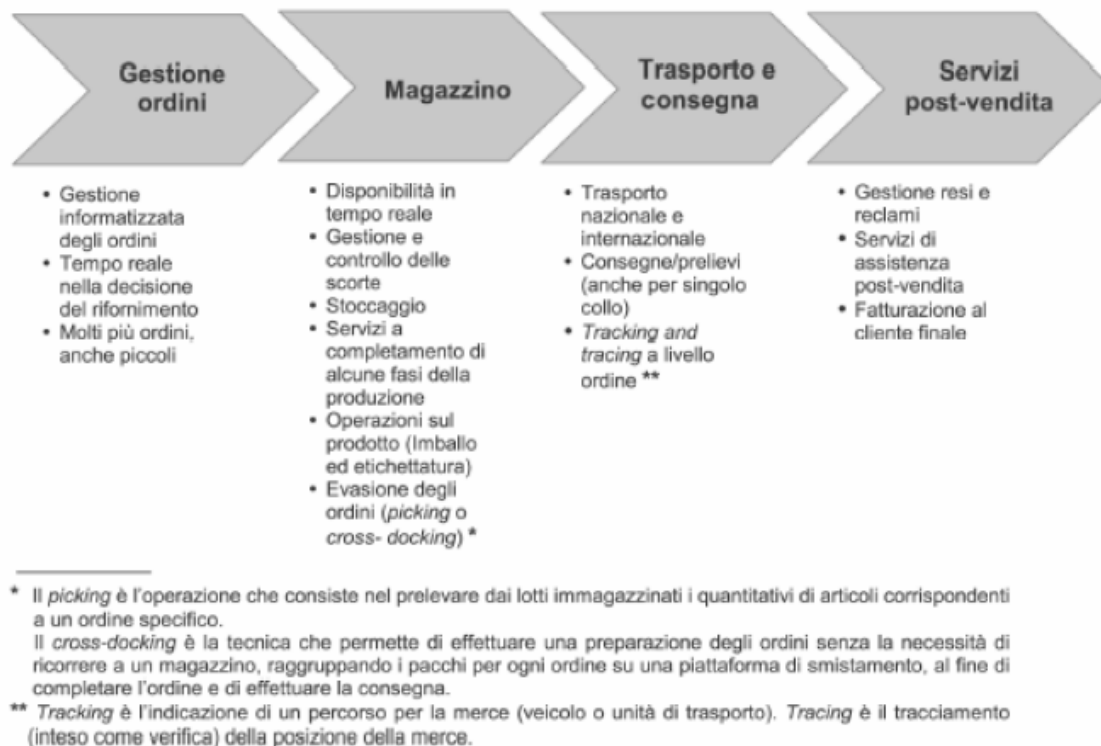 Gestione
ordini
Magazzino
Trasporto e
consegna
Servizi
post-vendita
• Gestione
informatizzata
degli ordini
• Tempo reale
nella decisione
del rifornimento
• Molti più ordini,
anche piccoli
• Disponibilità in
tempo reale
• Gestione e
controllo delle
scorte
• Stoccaggio
• Servizi a
completamento di
alcune fasi della
produzione
• Operazioni sul
prodotto (Imballo
ed etichettatura)
• Evasione degli
ordini (picking o
cross- docking) *
• Trasporto
nazionale e
internazionale
• Consegne/prelievi
(anche per singolo
collo)
• Tracking and
tracing a livello
ordine **
• Gestione resi e
reclami
• Servizi di
assistenza
post-vendita
• Fatturazione al
cliente finale
* Il picking è l'operazione che consiste nel prelevare dai lotti immagazzinati i quantitativi di articoli corrispondenti
a un ordine specifico.
Il cross-docking è la tecnica che permette di effettuare una preparazione degli ordini senza la necessità di
ricorrere a un magazzino, raggruppando i pacchi per ogni ordine su una piattaforma di smistamento, al fine di
completare l'ordine e di effettuare la consegna.
** Tracking è l'indicazione di un percorso per la merce (veicolo o unità di trasporto). Tracing è il tracciamento
(inteso come verifica) della posizione della merce.